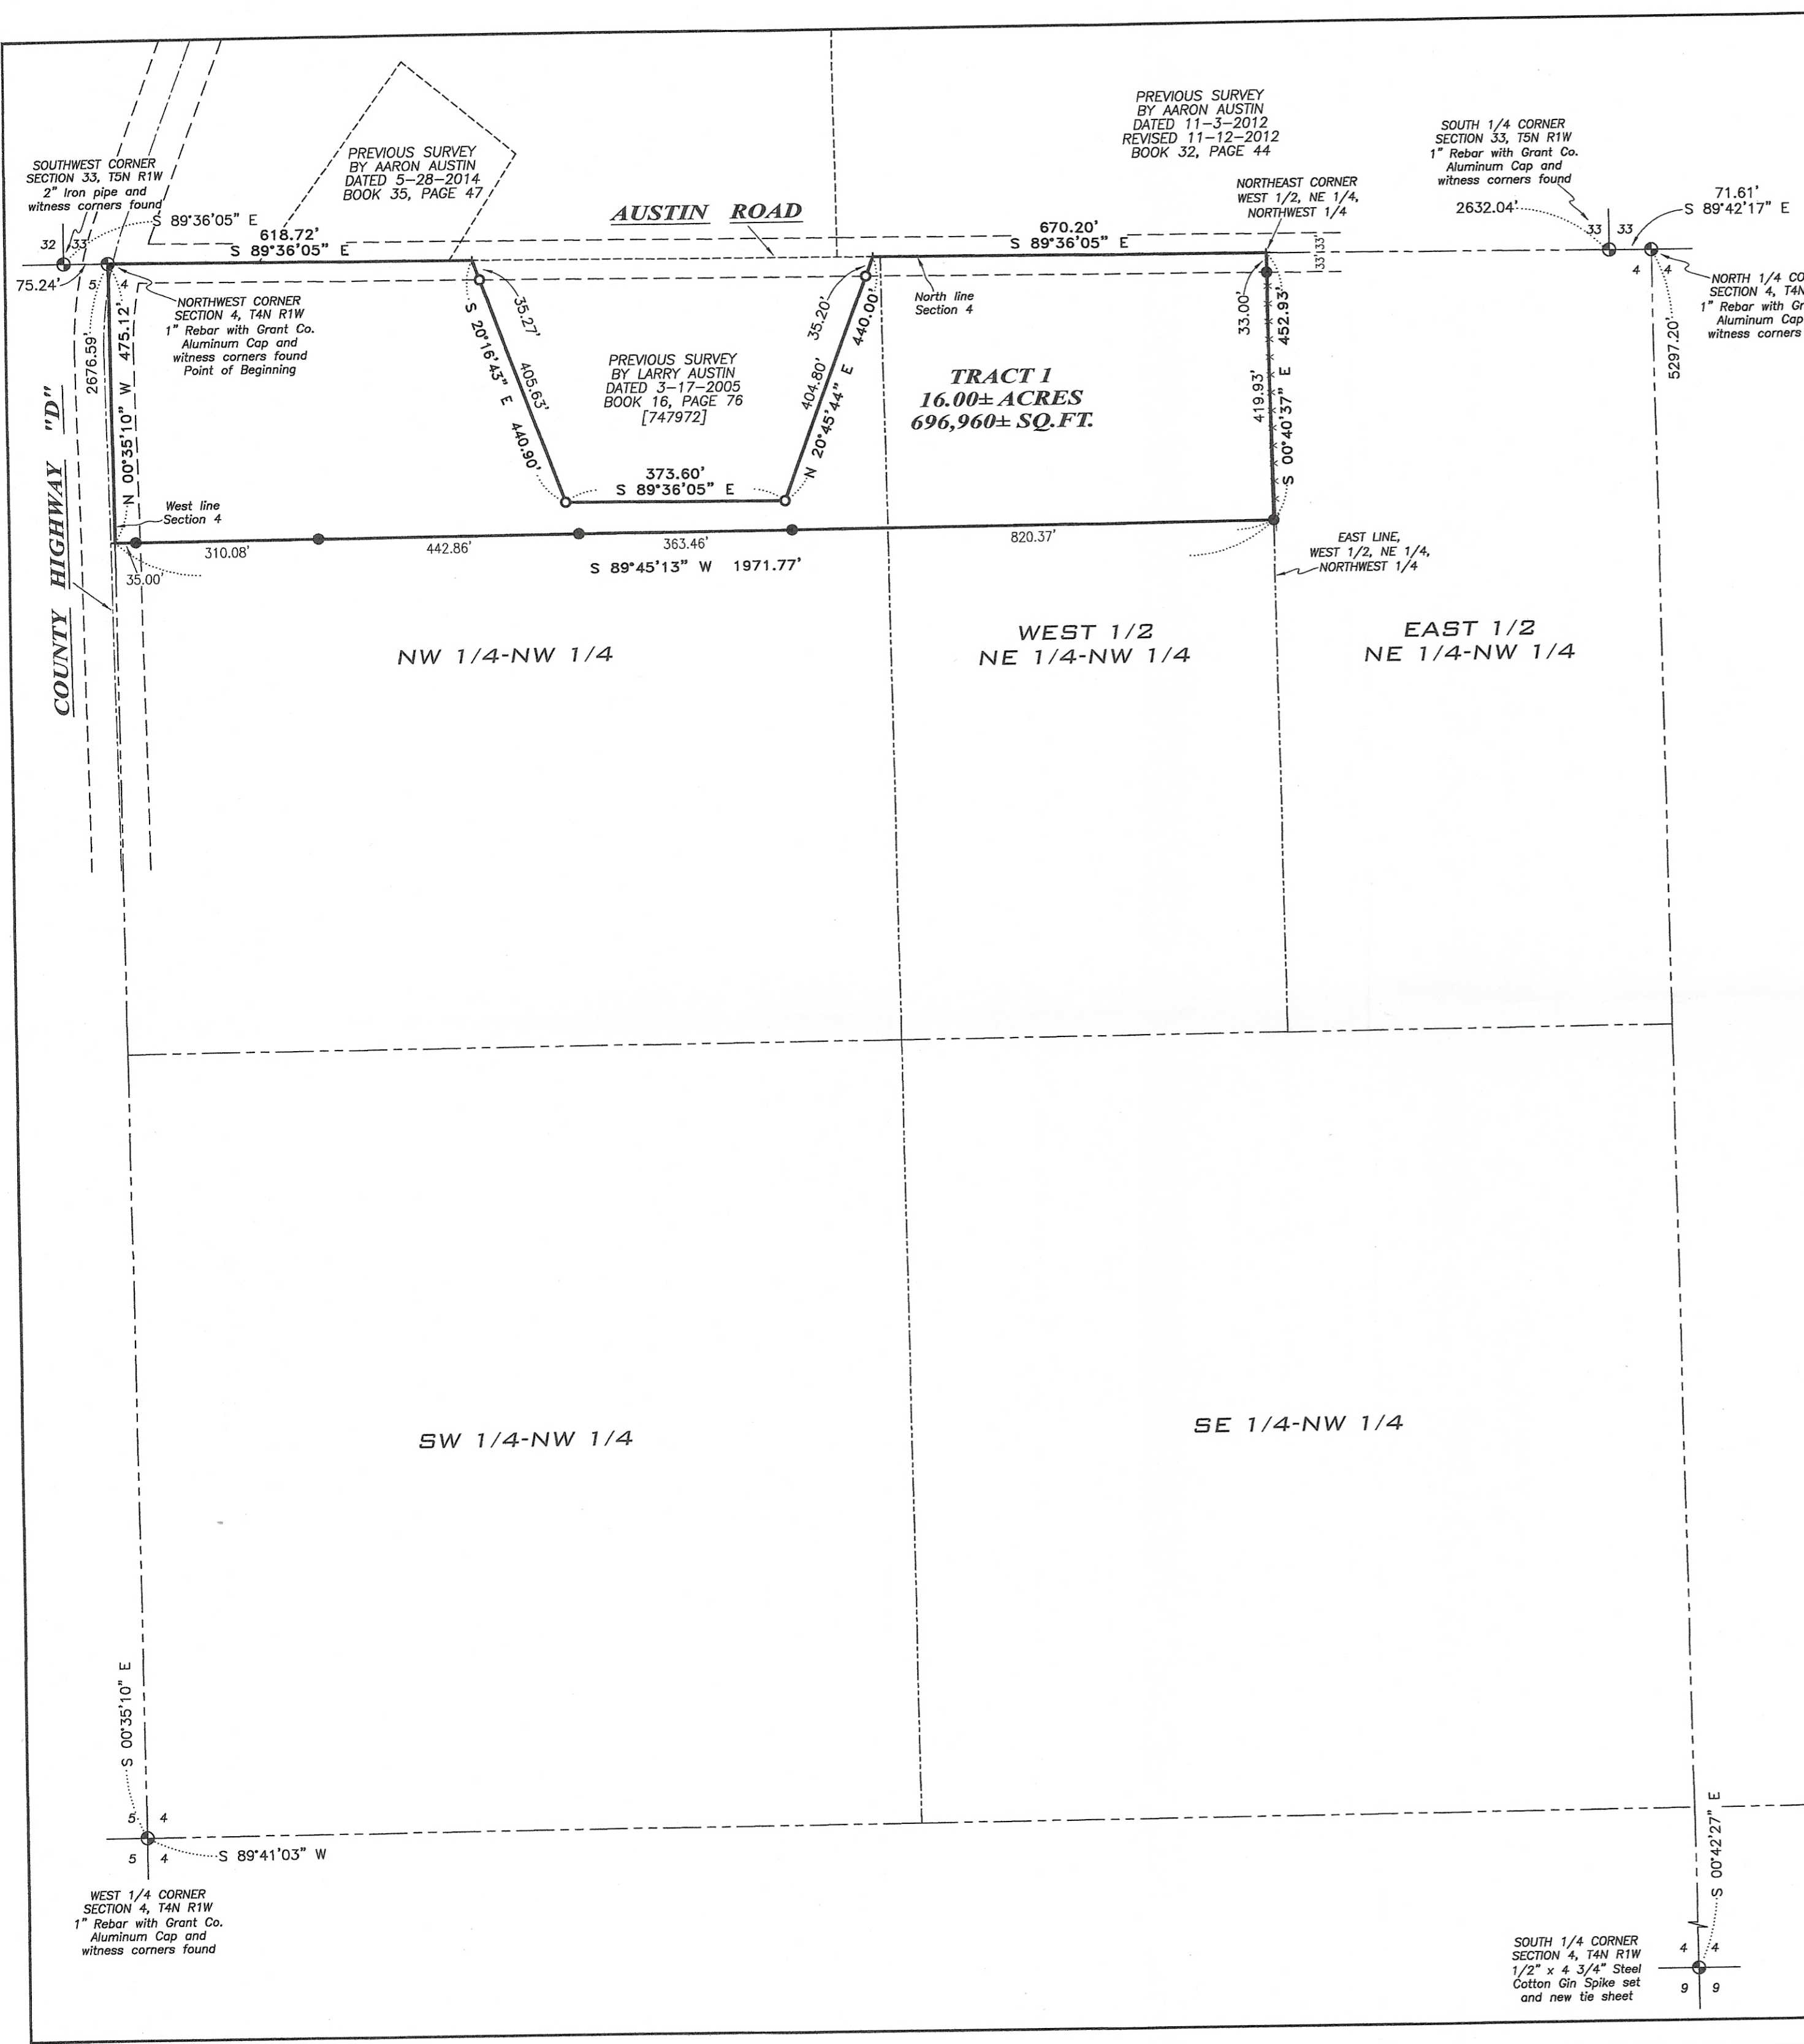 PREVIOUS SURVEY
BY AARON AUSTIN
DATED 11-3-2012
REVISED 11-12-2012
BOOK 32, PAGE 44
SOUTH 1/4 CORNER
SECTION 33, T5N R1W
1" Rebar with Grant Co.
Aluminum Cap and
witness corners found
SOUTHWEST CORNER
SECTION 33, T5N R1W
2" Iron pipe and
witness corners found
PREVIOUS SURVEY
BY AARON AUSTIN
DATED 5-28-2014
BOOK 35, PAGE 47
NORTHEAST CORNER
WEST 1/2, NE 1/4,
NORTHWEST 1/4
71.61'
S 89°42'17" E
2632.04'
AUSTIN ROAD
S 89°36'05" E
618.72'
S 89°36'05" E
670.20'
S 89°36'05" E
32 33
33 33
33' 33'
75.24'
5 4
4 4
NORTHWEST CORNER
SECTION 4, T4N R1W
1" Rebar with Grant Co.
Aluminum Cap and
witness corners found
Point of Beginning
NORTH 1/4 CO
SECTION 4, T4N
1" Rebar with Gr
Aluminum Cap
witness corners
North line
Section 4
2676.59'
N 00°35'10" W 475.12'
35.27'
405.63'
S 20°16'43" E 440.90'
35.20'
404.80'
N 20°45'44" E 440.00'
33.00'
419.93'
S 00°40'37" E 452.93'
5297.20'
PREVIOUS SURVEY
BY LARRY AUSTIN
DATED 3-17-2005
BOOK 16, PAGE 76
[747972]
TRACT 1
16.00± ACRES
696,960± SQ.FT.
373.60'
S 89°36'05" E
COUNTY HIGHWAY "D"
West line
Section 4
35.00'
310.08'
442.86'
363.46'
820.37'
S 89°45'13" W 1971.77'
EAST LINE,
WEST 1/2, NE 1/4,
NORTHWEST 1/4
NW 1/4-NW 1/4
WEST 1/2
NE 1/4-NW 1/4
EAST 1/2
NE 1/4-NW 1/4
SW 1/4-NW 1/4
SE 1/4-NW 1/4
S 00°35'10" E
5 4
5 4
S 89°41'03" W
WEST 1/4 CORNER
SECTION 4, T4N R1W
1" Rebar with Grant Co.
Aluminum Cap and
witness corners found
S 00°42'27" E
SOUTH 1/4 CORNER
SECTION 4, T4N R1W
1/2" x 4 3/4" Steel
Cotton Gin Spike set
and new tie sheet
4 4
9 9